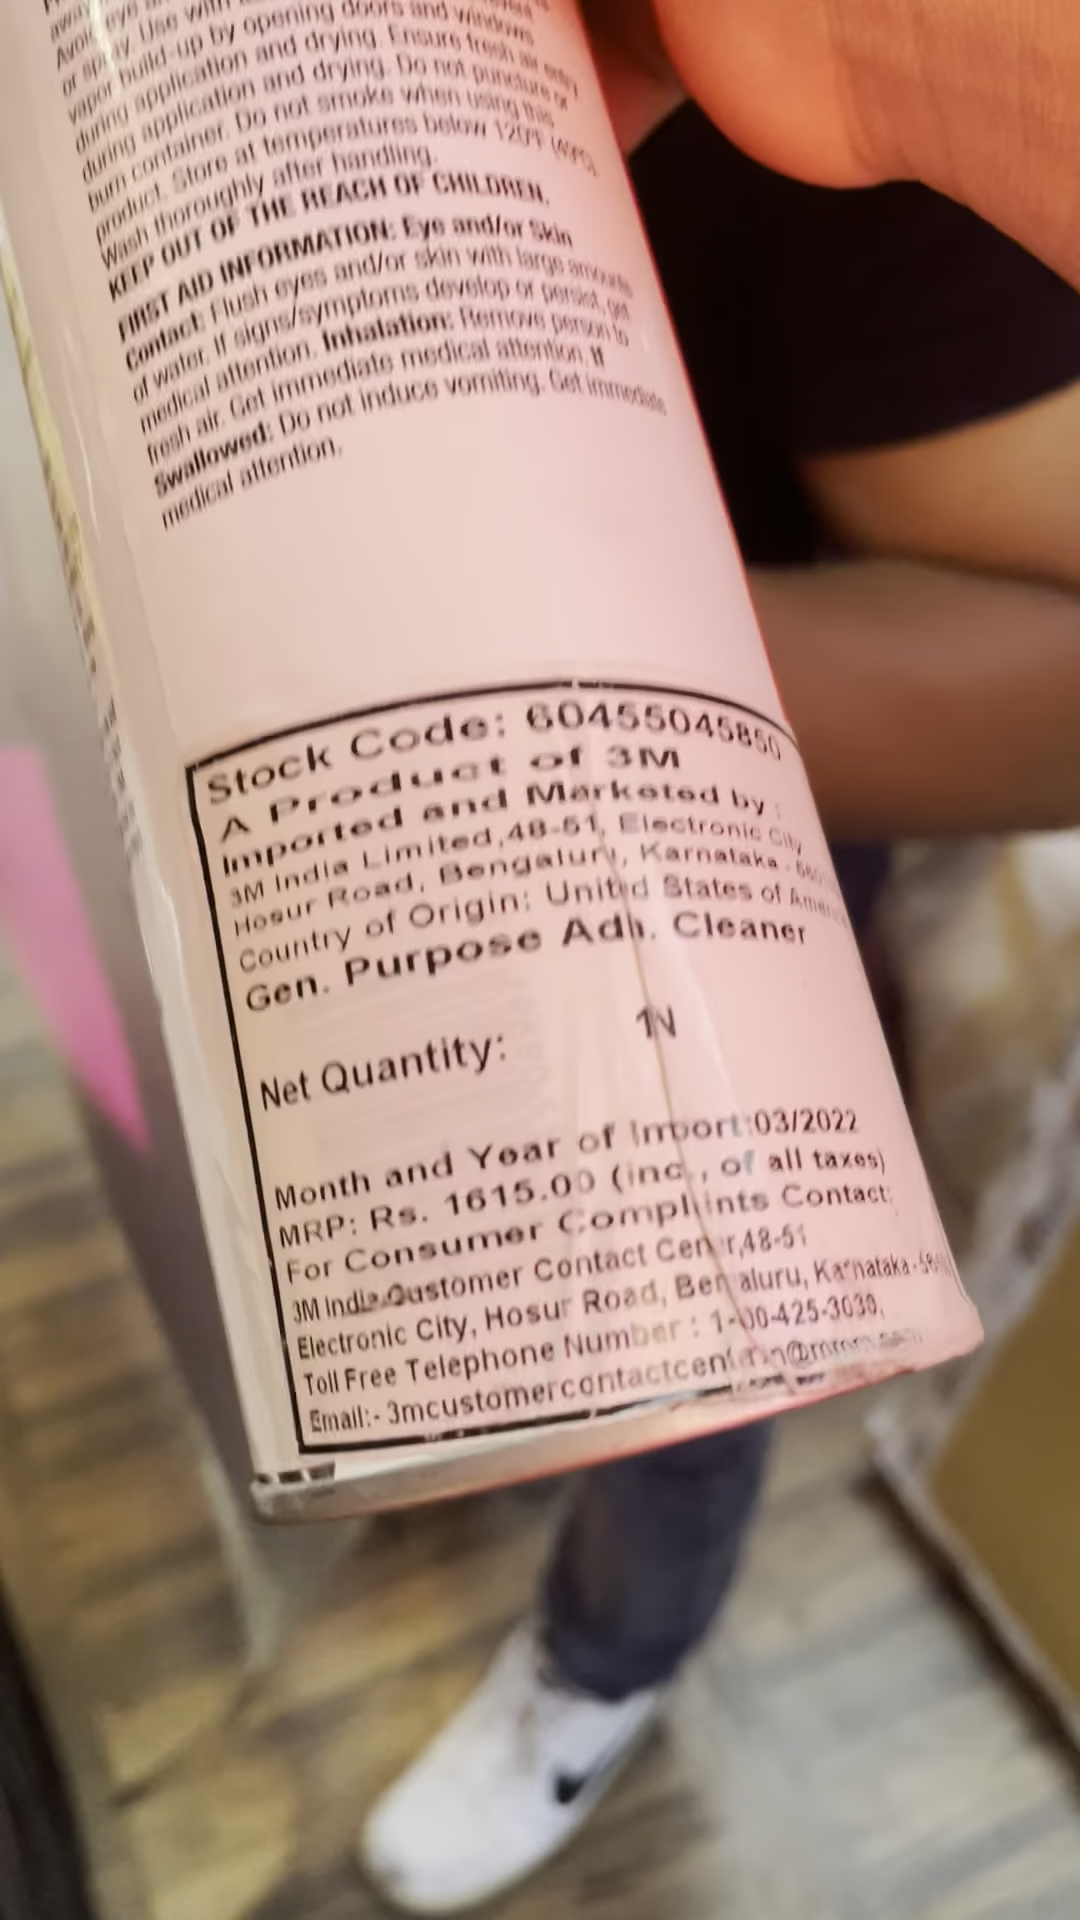 away
Avoid
or spray. Use with
vapor build-up by opening doors and windows
during application and drying. Ensure fresh air entry
during application and drying. Do not puncture or
burn container. Do not smoke when using this
product. Store at temperatures below 120°F (49°C).
Wash thoroughly after handling.
KEEP OUT OF THE REACH OF CHILDREN.
FIRST AID INFORMATION: Eye and/or Skin
Contact: Flush eyes and/or skin with large amounts
of water. If signs/symptoms develop or persist, get
medical attention. Inhalation: Remove person to
fresh air. Get immediate medical attention. If
Swallowed: Do not induce vomiting. Get immediate
medical attention.
Stock Code: 60455045850
A Product of 3M
Imported and Marketed by :
3M India Limited,48-51, Electronic City
Hosur Road, Bengaluru, Karnataka -
Country of Origin: United States of America
Gen. Purpose Adh. Cleaner
Net Quantity: 1N
Month and Year of Import:03/2022
MRP: Rs. 1615.00 (inc., of all taxes)
For Consumer Complaints Contact:
3M India Customer Contact Center,48-51
Electronic City, Hosur Road, Bengaluru, Karnataka -
Toll Free Telephone Number : 1- 00-425-3030,
Email:- 3mcustomercontactcenter